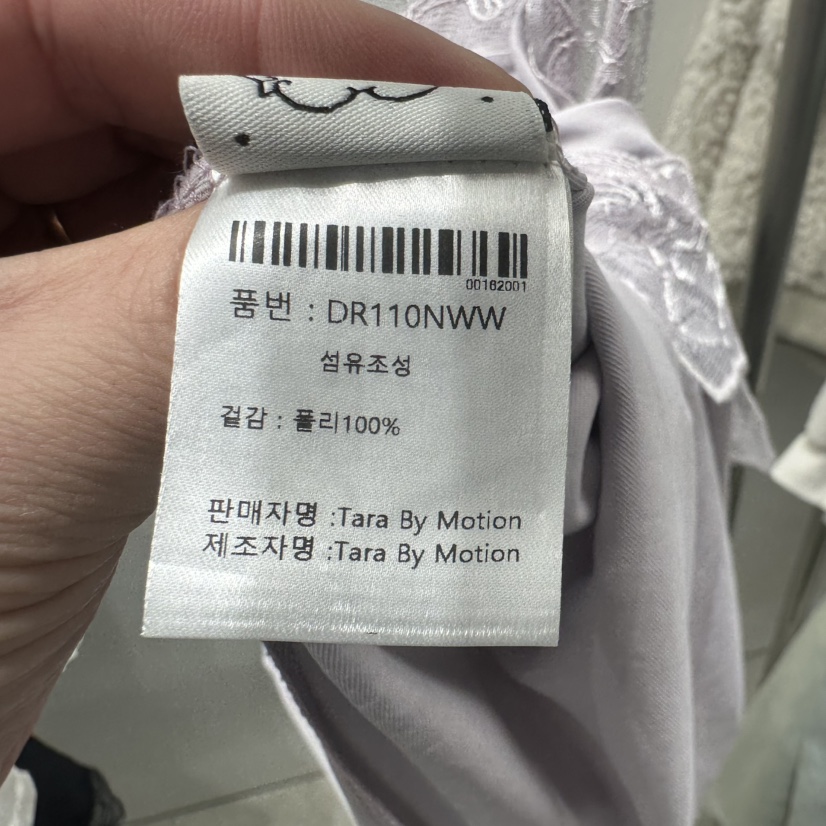 00162001
품번 : DR110NWW
섬유조성
겉감 : 폴리100%
판매자명 :Tara By Motion
제조자명 :Tara By Motion